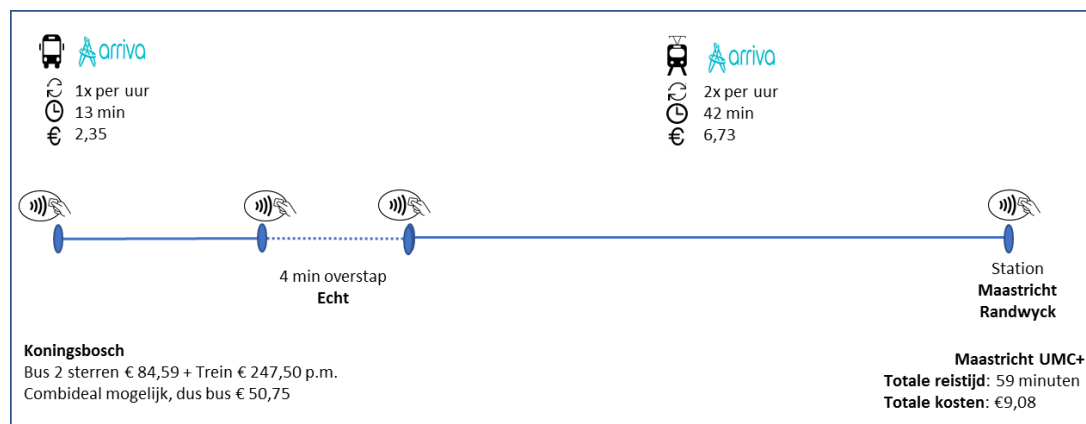 arriva
1x per uur
13 min
€ 2,35
arriva
2x per uur
42 min
€ 6,73
4 min overstap
Echt
Station
Maastricht
Randwyck
Koningsbosch
Bus 2 sterren € 84,59 + Trein € 247,50 p.m.
Combideal mogelijk, dus bus € 50,75
Maastricht UMC+
Totale reistijd: 59 minuten
Totale kosten: €9,08